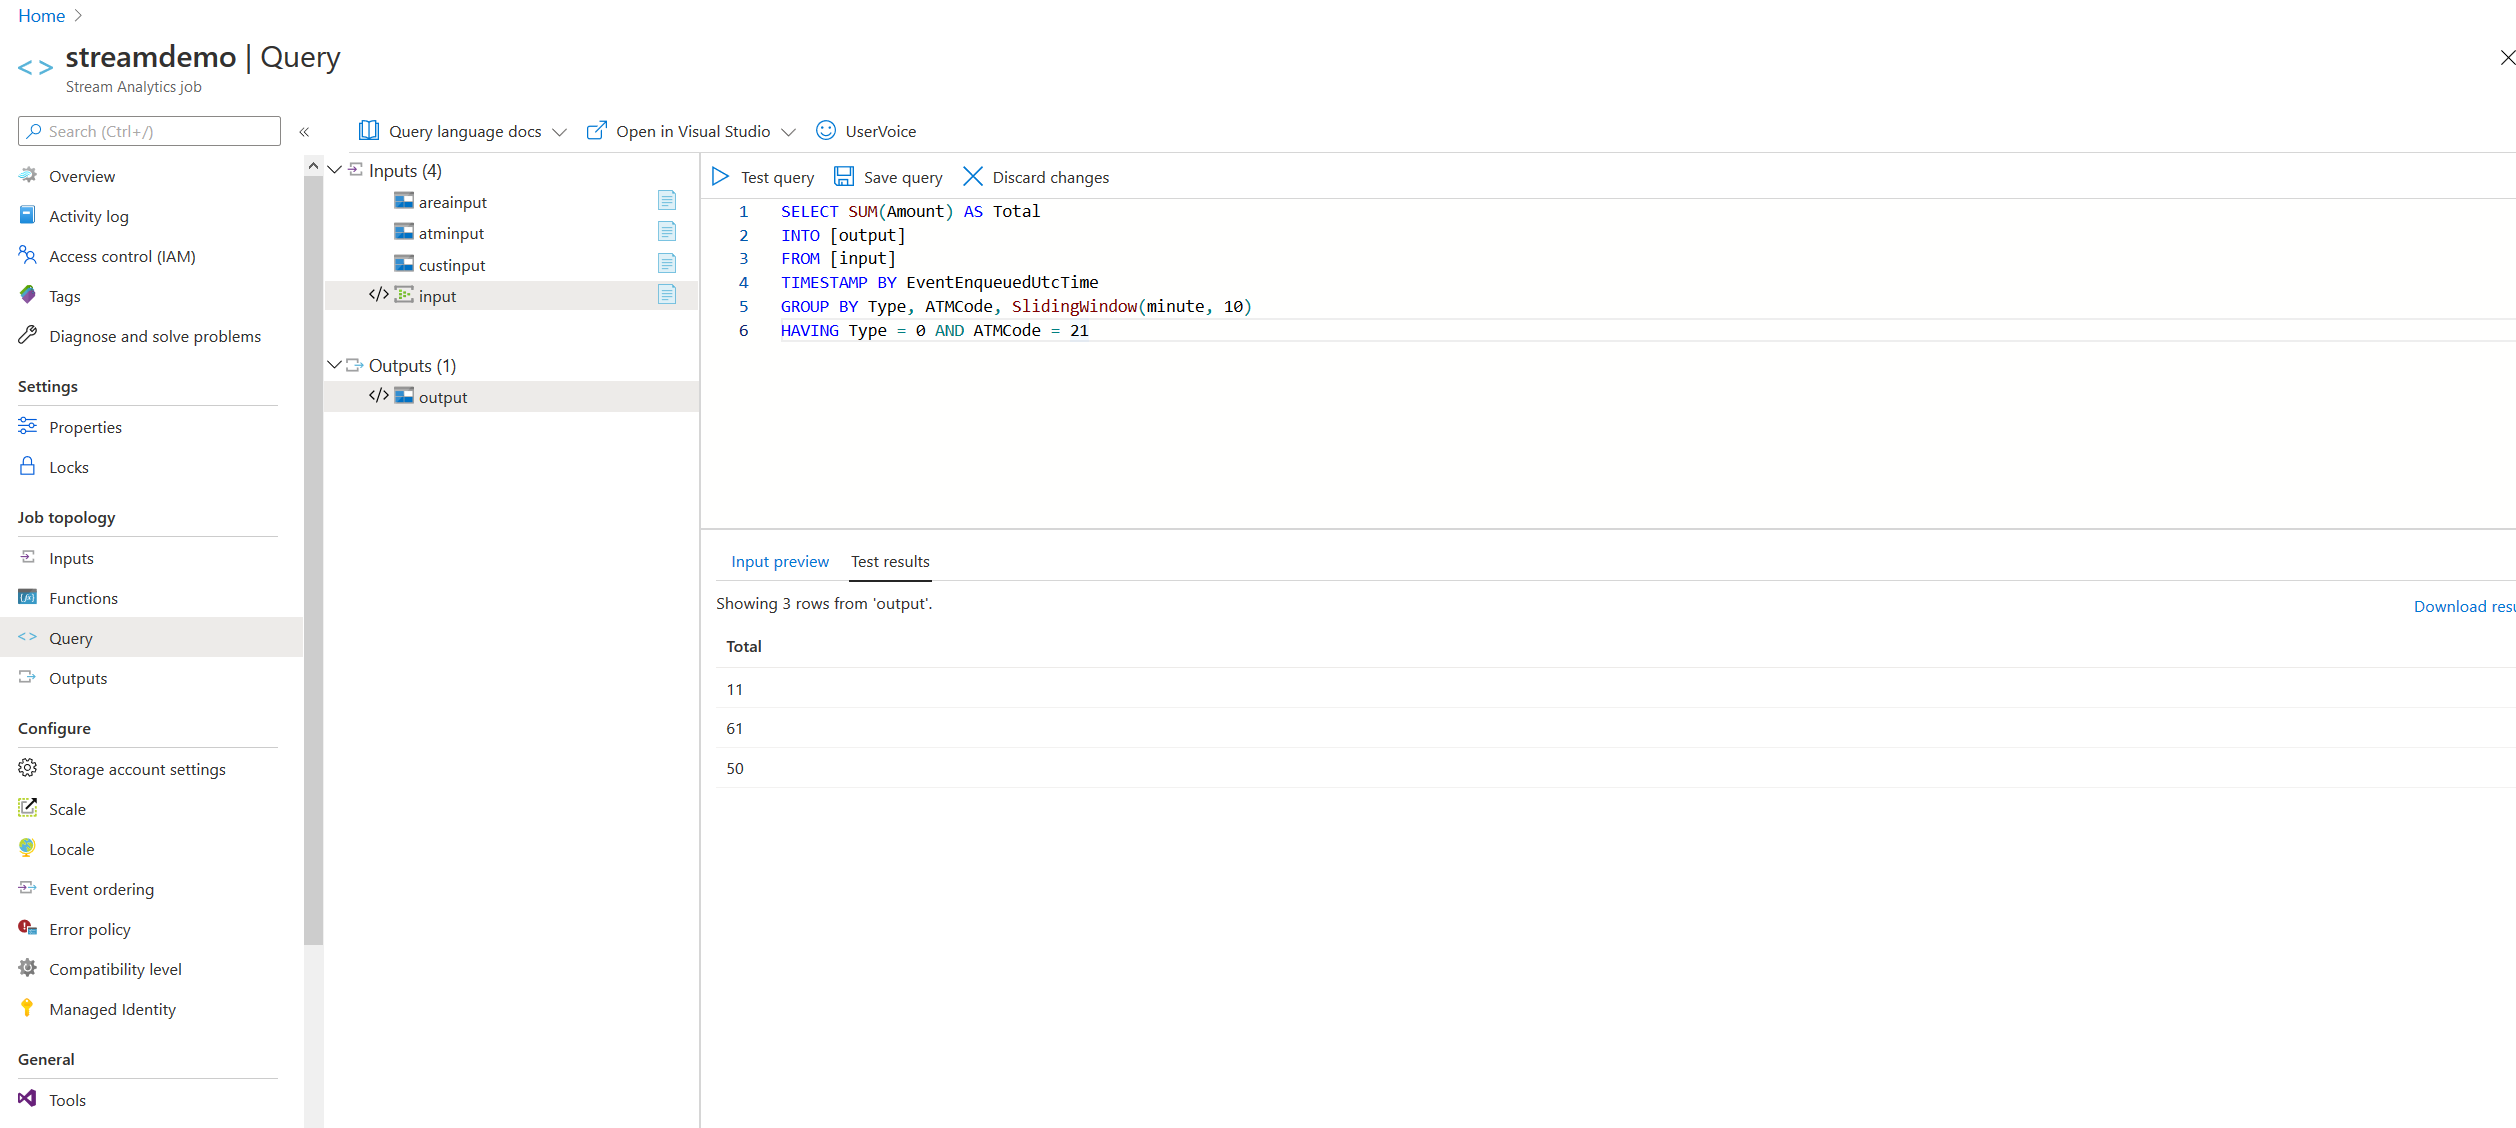 Home
streamdemo | Query
Stream Analytics job
Search (Ctrl+/)
«
Overview
Activity log
Access control (IAM)
Tags
Diagnose and solve problems
Settings
Properties
Locks
Job topology
Inputs
Functions
Query
Outputs
Configure
Storage account settings
Scale
Locale
Event ordering
Error policy
Compatibility level
Managed Identity
General
Tools
Query language docs
Open in Visual Studio
UserVoice
Inputs (4)
areainput
atminput
custinput
</> input
Outputs (1)
</> output
Test query
Save query
Discard changes
1 SELECT SUM(Amount) AS Total
2 INTO [output]
3 FROM [input]
4 TIMESTAMP BY EventEnqueuedUtcTime
5 GROUP BY Type, ATMCode, SlidingWindow(minute, 10)
6 HAVING Type = 0 AND ATMCode = 21
Input preview
Test results
Showing 3 rows from 'output'.
Download resu
Total
11
61
50